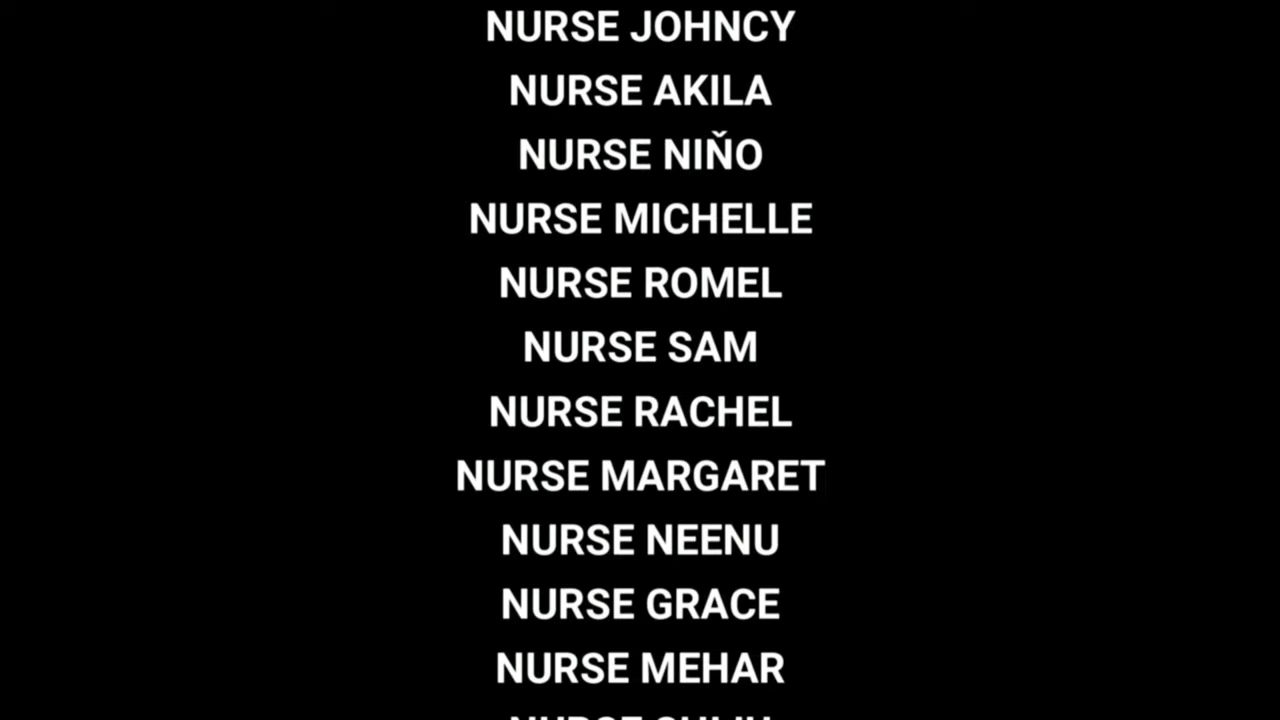 NURSE JOHNCY
NURSE AKILA
NURSE NIŇO
NURSE MICHELLE
NURSE ROMEL
NURSE SAM
NURSE RACHEL
NURSE MARGARET
NURSE NEENU
NURSE GRACE
NURSE MEHAR
NURSE